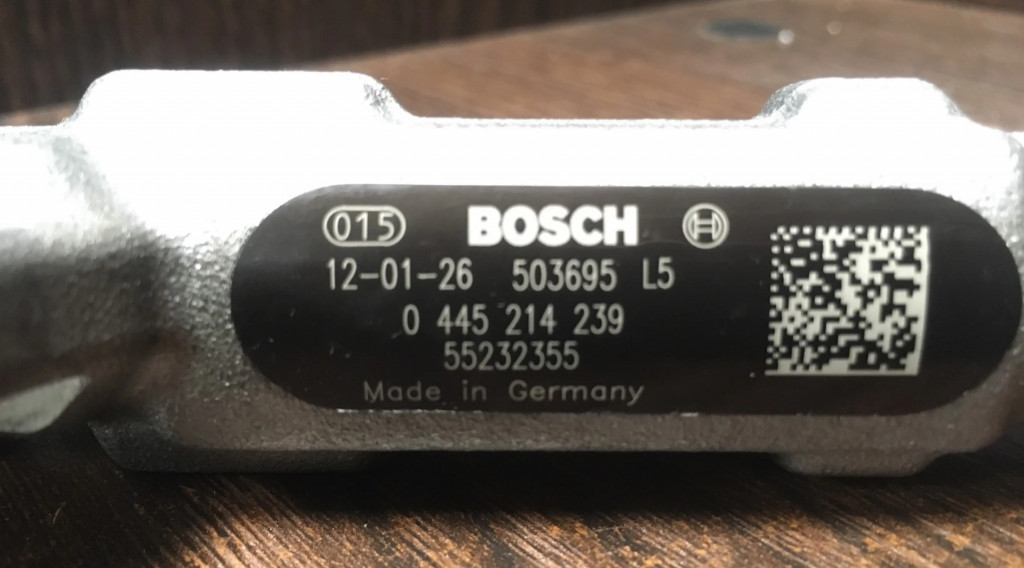 015 BOSCH
12-01-26 503695 L5
0 445 214 239
55232355
Made in Germany